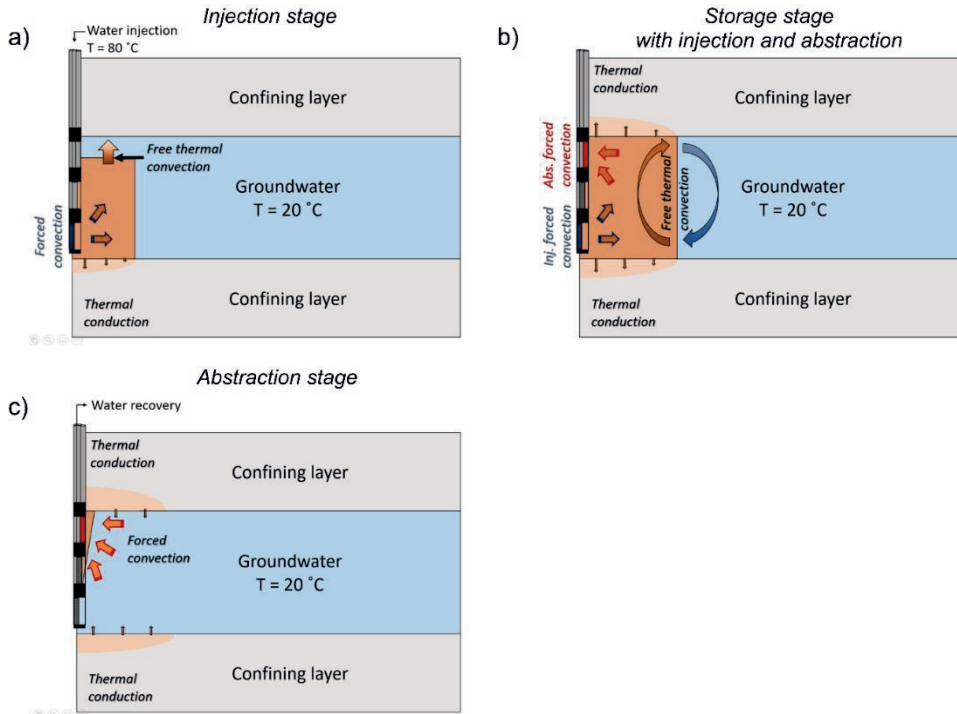 Injection stage
a)
Water injection
T = 80 ˚C
Confining layer
Free thermal
convection
Groundwater
T = 20 ˚C
Forced
convection
Thermal
conduction
Confining layer
Storage stage
with injection and abstraction
b)
Thermal
conduction
Confining layer
Abs. forced
convection
Free thermal
convection
Groundwater
T = 20 ˚C
Inj. forced
convection
Thermal
conduction
Confining layer
Abstraction stage
c)
Water recovery
Thermal
conduction
Confining layer
Forced
convection
Groundwater
T = 20 ˚C
Thermal
conduction
Confining layer